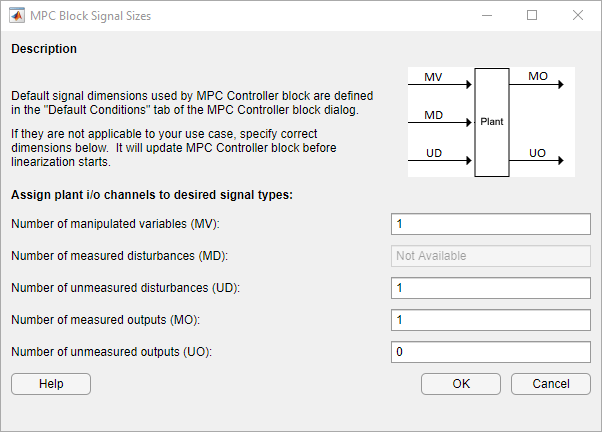 MPC Block Signal Sizes
Description
Default signal dimensions used by MPC Controller block are defined
in the "Default Conditions" tab of the MPC Controller block dialog.
If they are not applicable to your use case, specify correct
dimensions below.  It will update MPC Controller block before
linearization starts.
MV
MO
MD
Plant
UD
UO
Assign plant i/o channels to desired signal types:
Number of manipulated variables (MV): 1
Number of measured disturbances (MD): Not Available
Number of unmeasured disturbances (UD): 1
Number of measured outputs (MO): 1
Number of unmeasured outputs (UO): 0
Help OK Cancel